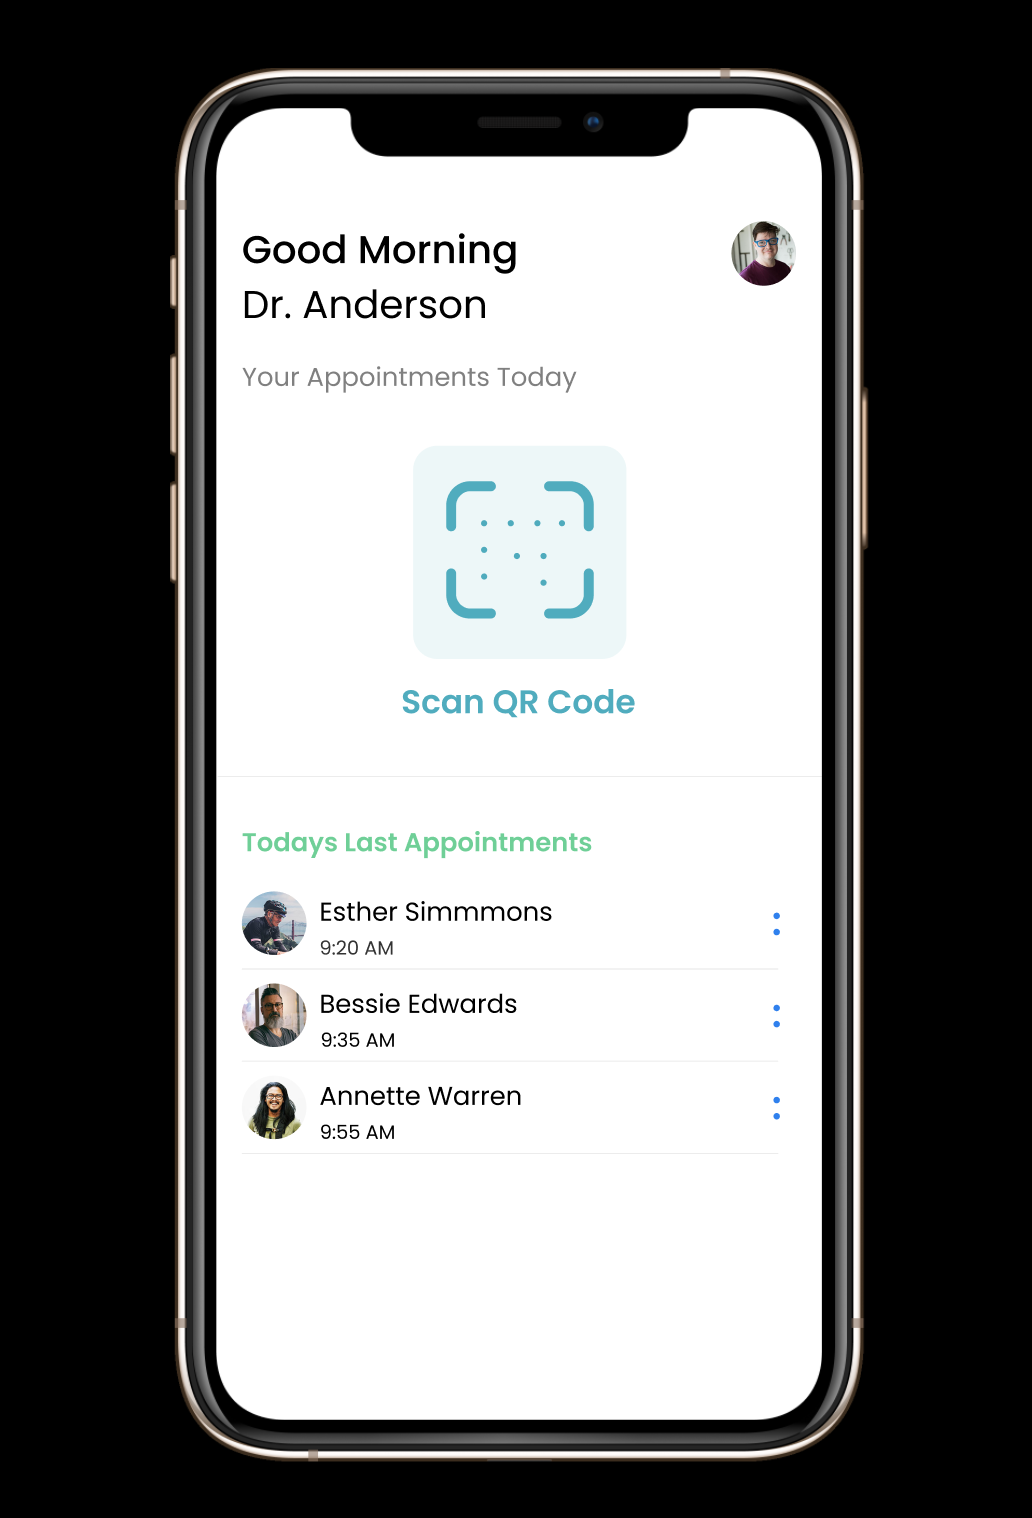 Good Morning
Dr. Anderson
Your Appointments Today
Scan QR Code
Todays Last Appointments
Esther Simmmons
9:20 AM
Bessie Edwards
9:35 AM
Annette Warren
9:55 AM